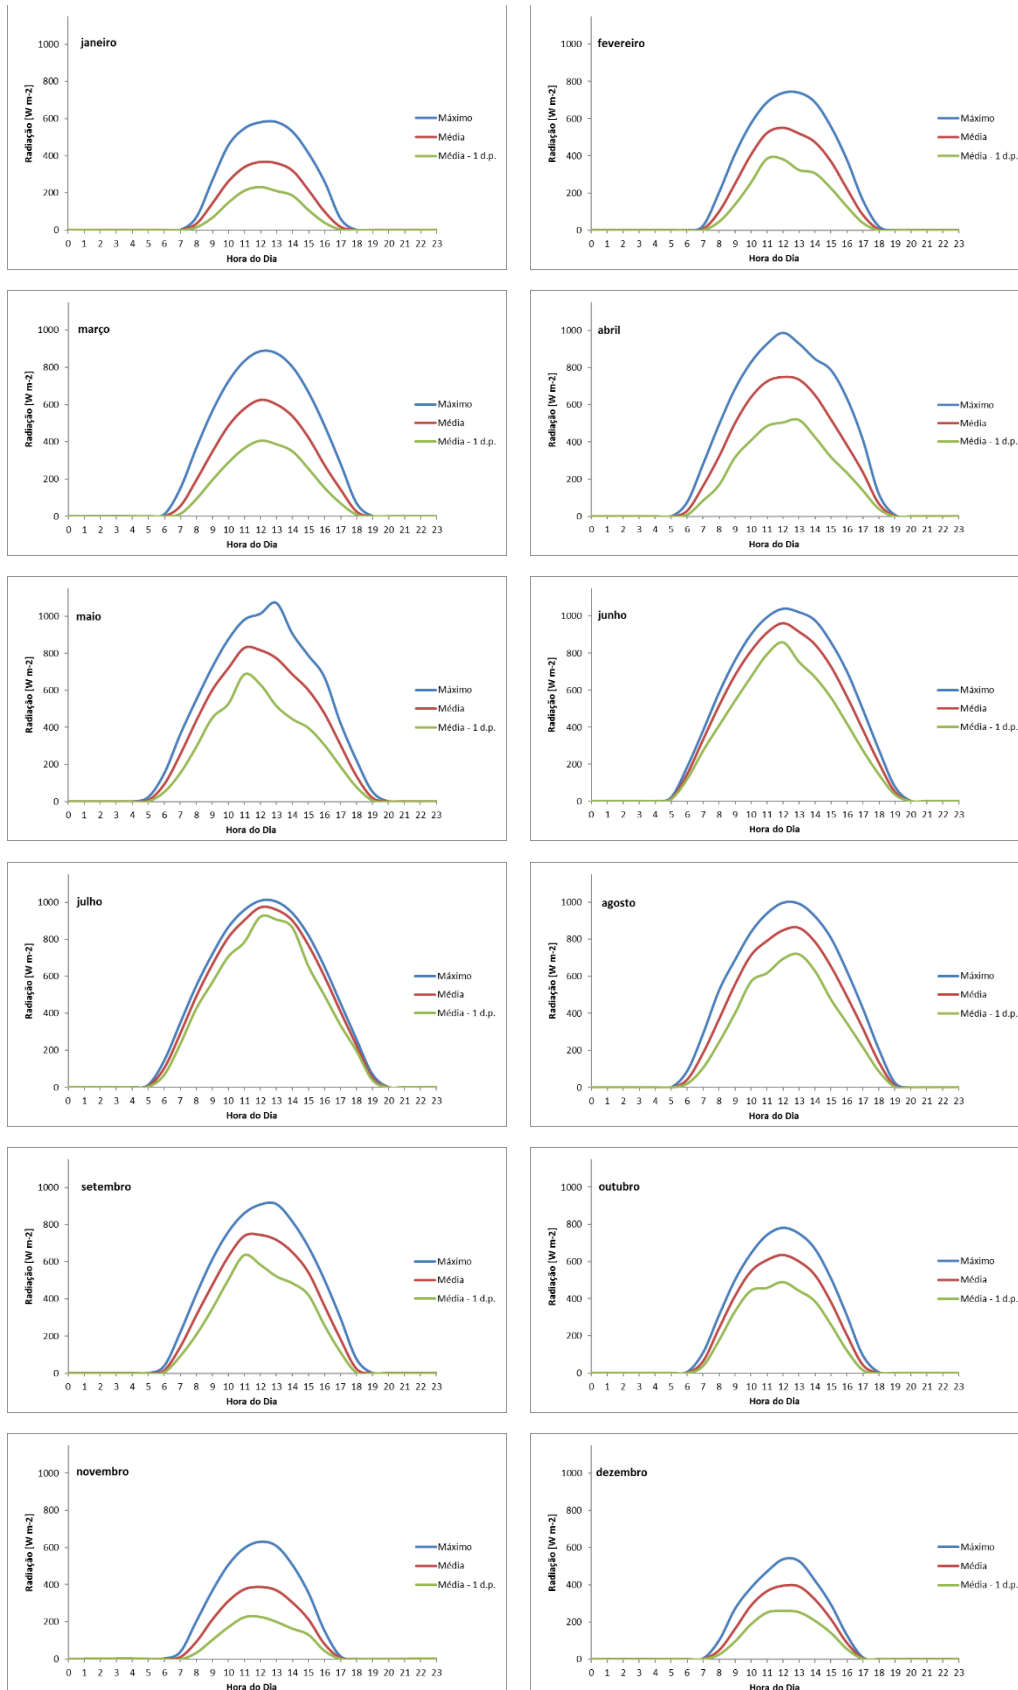 janeiro
Radiação [W m-2]
1000
800
600
400
200
0
0 1 2 3 4 5 6 7 8 9 10 11 12 13 14 15 16 17 18 19 20 21 22 23
Hora do Dia
Máximo
Média
Média - 1 d.p.
fevereiro
Radiação [W m-2]
1000
800
600
400
200
0
0 1 2 3 4 5 6 7 8 9 10 11 12 13 14 15 16 17 18 19 20 21 22 23
Hora do Dia
Máximo
Média
Média - 1 d.p.
março
Radiação [W m-2]
1000
800
600
400
200
0
0 1 2 3 4 5 6 7 8 9 10 11 12 13 14 15 16 17 18 19 20 21 22 23
Hora do Dia
Máximo
Média
Média - 1 d.p.
abril
Radiação [W m-2]
1000
800
600
400
200
0
0 1 2 3 4 5 6 7 8 9 10 11 12 13 14 15 16 17 18 19 20 21 22 23
Hora do Dia
Máximo
Média
Média - 1 d.p.
maio
Radiação [W m-2]
1000
800
600
400
200
0
0 1 2 3 4 5 6 7 8 9 10 11 12 13 14 15 16 17 18 19 20 21 22 23
Hora do Dia
Máximo
Média
Média - 1 d.p.
junho
Radiação [W m-2]
1000
800
600
400
200
0
0 1 2 3 4 5 6 7 8 9 10 11 12 13 14 15 16 17 18 19 20 21 22 23
Hora do Dia
Máximo
Média
Média - 1 d.p.
julho
Radiação [W m-2]
1000
800
600
400
200
0
0 1 2 3 4 5 6 7 8 9 10 11 12 13 14 15 16 17 18 19 20 21 22 23
Hora do Dia
Máximo
Média
Média - 1 d.p.
agosto
Radiação [W m-2]
1000
800
600
400
200
0
0 1 2 3 4 5 6 7 8 9 10 11 12 13 14 15 16 17 18 19 20 21 22 23
Hora do Dia
Máximo
Média
Média - 1 d.p.
setembro
Radiação [W m-2]
1000
800
600
400
200
0
0 1 2 3 4 5 6 7 8 9 10 11 12 13 14 15 16 17 18 19 20 21 22 23
Hora do Dia
Máximo
Média
Média - 1 d.p.
outubro
Radiação [W m-2]
1000
800
600
400
200
0
0 1 2 3 4 5 6 7 8 9 10 11 12 13 14 15 16 17 18 19 20 21 22 23
Hora do Dia
Máximo
Média
Média - 1 d.p.
novembro
Radiação [W m-2]
1000
800
600
400
200
0
0 1 2 3 4 5 6 7 8 9 10 11 12 13 14 15 16 17 18 19 20 21 22 23
Hora do Dia
Máximo
Média
Média - 1 d.p.
dezembro
Radiação [W m-2]
1000
800
600
400
200
0
0 1 2 3 4 5 6 7 8 9 10 11 12 13 14 15 16 17 18 19 20 21 22 23
Hora do Dia
Máximo
Média
Média - 1 d.p.